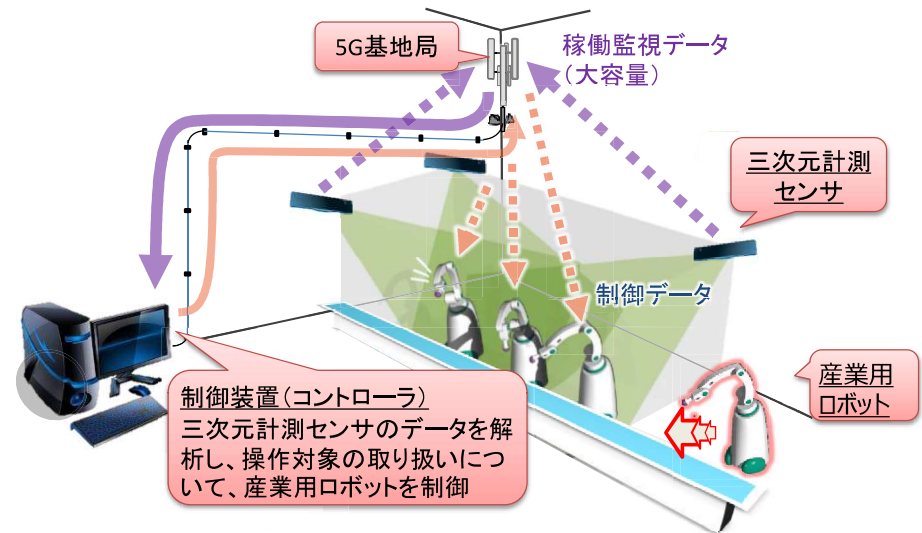 5G基地局
稼働監視データ
（大容量）
三次元計測
センサ
制御データ
産業用
ロボット
制御装置（コントローラ）
三次元計測センサのデータを解
析し、操作対象の取り扱いにつ
いて、産業用ロボットを制御